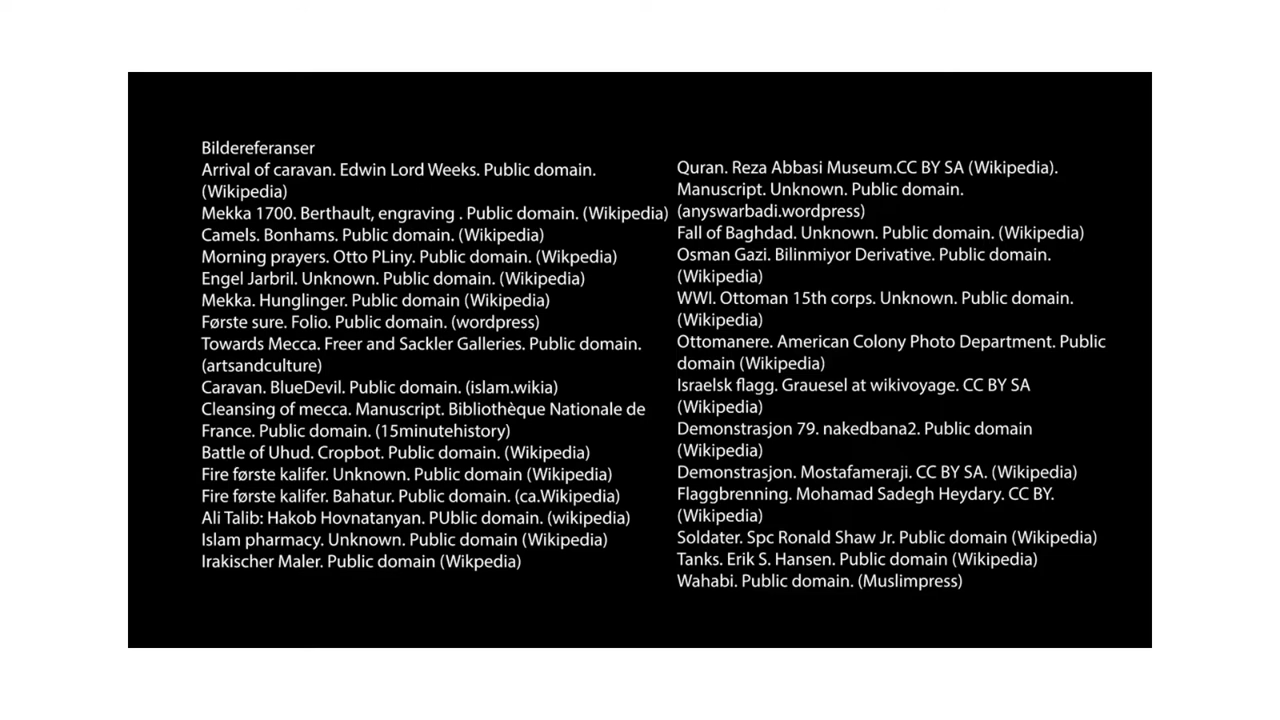 Bildereferanser
Arrival of caravan. Edwin Lord Weeks. Public domain.
(Wikipedia)
Mekka 1700. Berthault, engraving . Public domain. (Wikipedia)
Camels. Bonhams. Public domain. (Wikipedia)
Morning prayers. Otto PLiny. Public domain. (Wikpedia)
Engel Jarbril. Unknown. Public domain. (Wikipedia)
Mekka. Hunglinger. Public domain (Wikipedia)
Første sure. Folio. Public domain. (wordpress)
Towards Mecca. Freer and Sackler Galleries. Public domain.
(artsandculture)
Caravan. BlueDevil. Public domain. (islam.wikia)
Cleansing of mecca. Manuscript. Bibliothèque Nationale de
France. Public domain. (15minutehistory)
Battle of Uhud. Cropbot. Public domain. (Wikipedia)
Fire første kalifer. Unknown. Public domain (Wikipedia)
Fire første kalifer. Bahatur. Public domain. (ca.Wikipedia)
Ali Talib: Hakob Hovnatanyan. PUblic domain. (wikipedia)
Islam pharmacy. Unknown. Public domain (Wikipedia)
Irakischer Maler. Public domain (Wikpedia)
Quran. Reza Abbasi Museum.CC BY SA (Wikipedia).
Manuscript. Unknown. Public domain.
(anyswarbadi.wordpress)
Fall of Baghdad. Unknown. Public domain. (Wikipedia)
Osman Gazi. Bilinmiyor Derivative. Public domain.
(Wikipedia)
WWI. Ottoman 15th corps. Unknown. Public domain.
(Wikipedia)
Ottomanere. American Colony Photo Department. Public
domain (Wikipedia)
Israelsk flagg. Grauesel at wikivoyage. CC BY SA
(Wikipedia)
Demonstrasjon 79. nakedbana2. Public domain
(Wikipedia)
Demonstrasjon. Mostafameraji. CC BY SA. (Wikipedia)
Flaggbrenning. Mohamad Sadegh Heydary. CC BY.
(Wikipedia)
Soldater. Spc Ronald Shaw Jr. Public domain (Wikipedia)
Tanks. Erik S. Hansen. Public domain (Wikipedia)
Wahabi. Public domain. (Muslimpress)